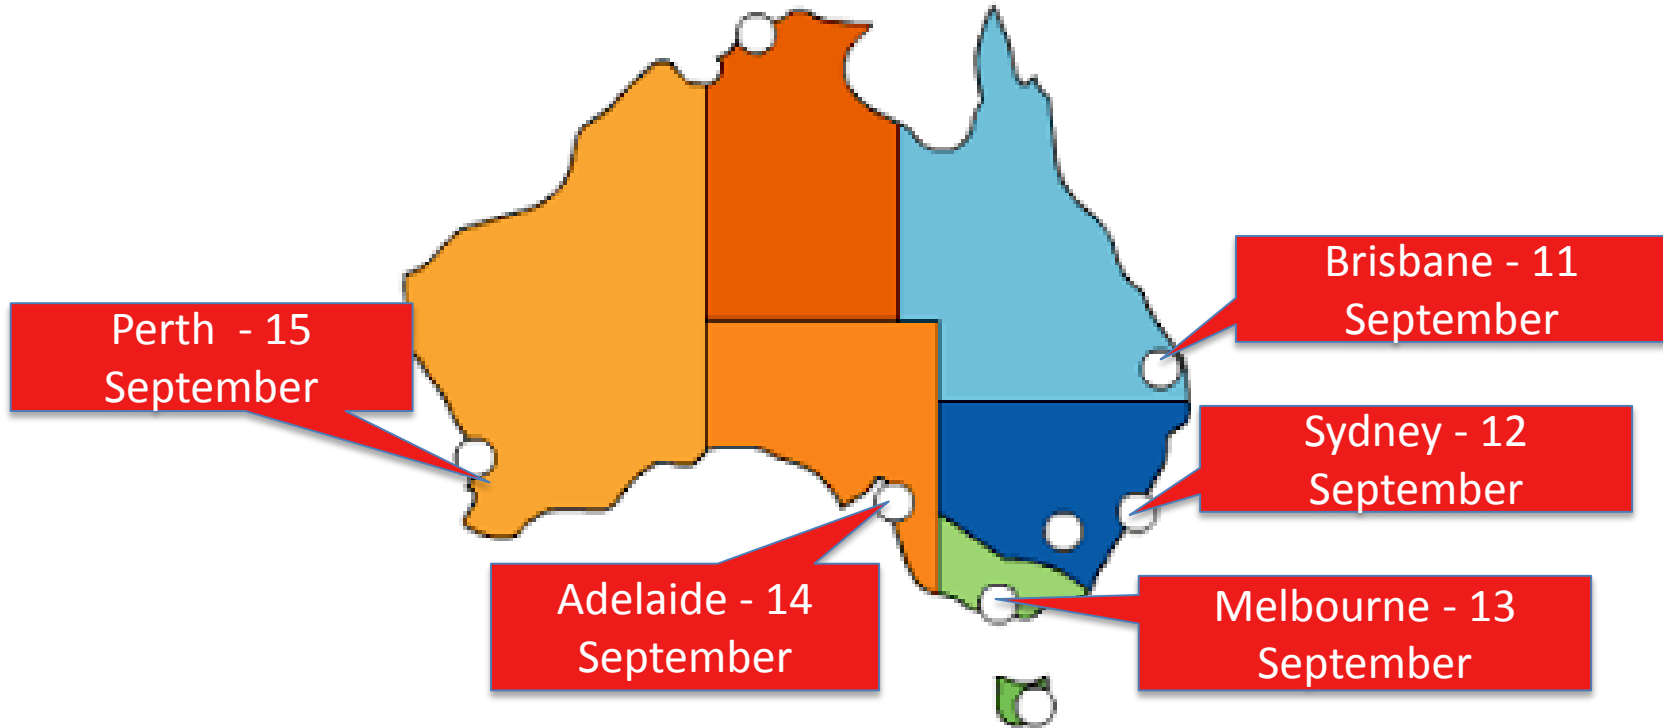 Brisbane - 11
September
Perth - 15
September
Sydney - 12
September
Adelaide - 14
September
Melbourne - 13
September